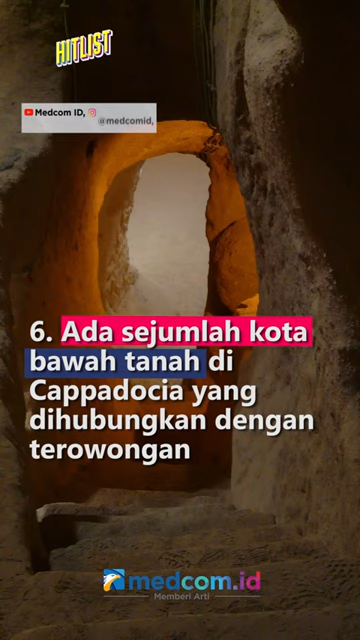 HITLIST
Medcom ID,
@medcomid,
6. Ada sejumlah kota
bawah tanah di
Cappadocia yang
dihubungkan dengan
terowongan
medcom.id
Memberi Arti